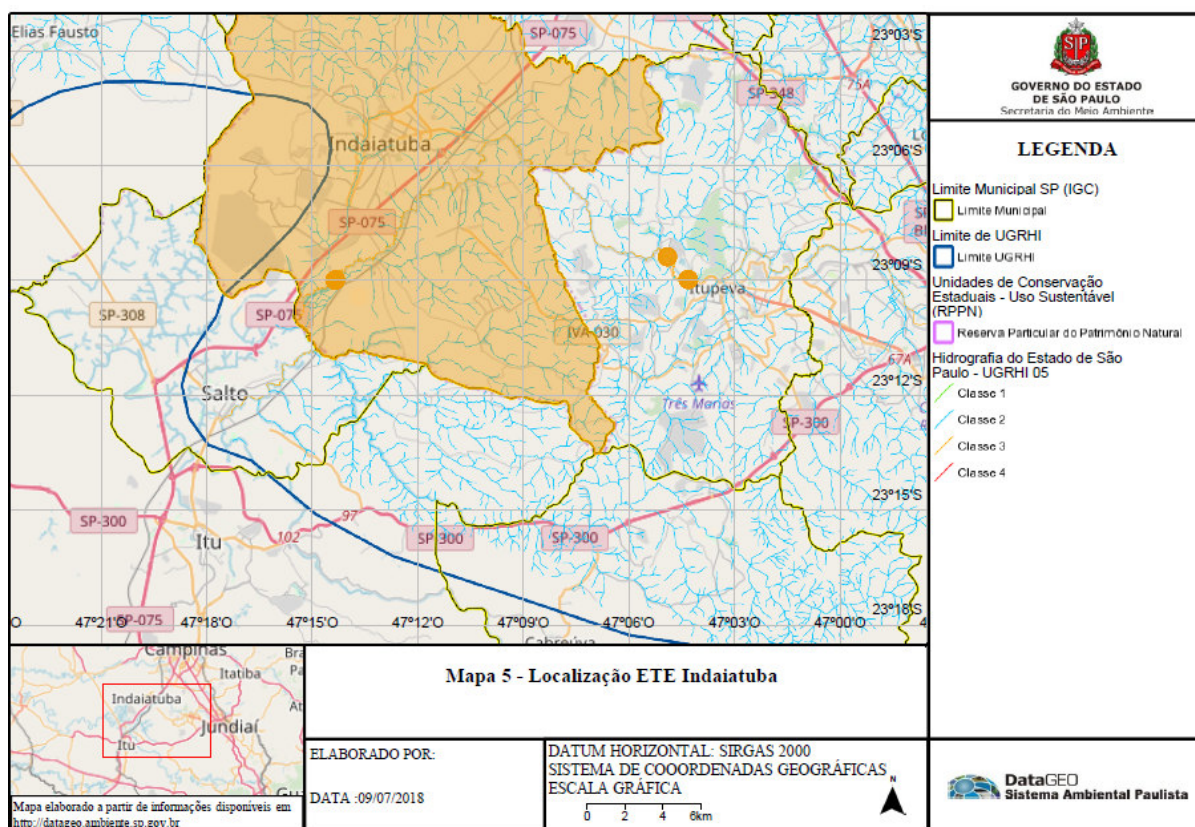 Elias Fausto
SP-075
SP-348
75A
23°03'S
Indaiatuba
23°06'S
SP-075
SP-308
SP-075
IVA-030
Itupeva
23°09'S
67A
Salto
Três Marias
23°12'S
SP-300
SP-300
97
102
Itu
SP-300
SP-300
23°15'S
23°18'S
47°21'O
SP-075
47°18'O
47°15'O
47°12'O
47°09'O
47°06'O
47°03'O
47°00'O
Cabreúva
GOVERNO DO ESTADO
DE SÃO PAULO
Secretaria do Meio Ambiente
LEGENDA
Limite Municipal SP (IGC)
Limite Municipal
Limite de UGRHI
Limite UGRHI
Unidades de Conservação
Estaduais - Uso Sustentável
(RPPN)
Reserva Particular do Patrimônio Natural
Hidrografia do Estado de São
Paulo - UGRHI 05
Classe 1
Classe 2
Classe 3
Classe 4
Campinas
Itatiba
Indaiatuba
Jundiaí
Itu
Mapa elaborado a partir de informações disponíveis em
http://datageo.ambiente.sp.gov.br
Mapa 5 - Localização ETE Indaiatuba
ELABORADO POR:
DATA :09/07/2018
DATUM HORIZONTAL: SIRGAS 2000
SISTEMA DE COOORDENADAS GEOGRÁFICAS
ESCALA GRÁFICA
0 2 4 6km
N
DataGEO
Sistema Ambiental Paulista